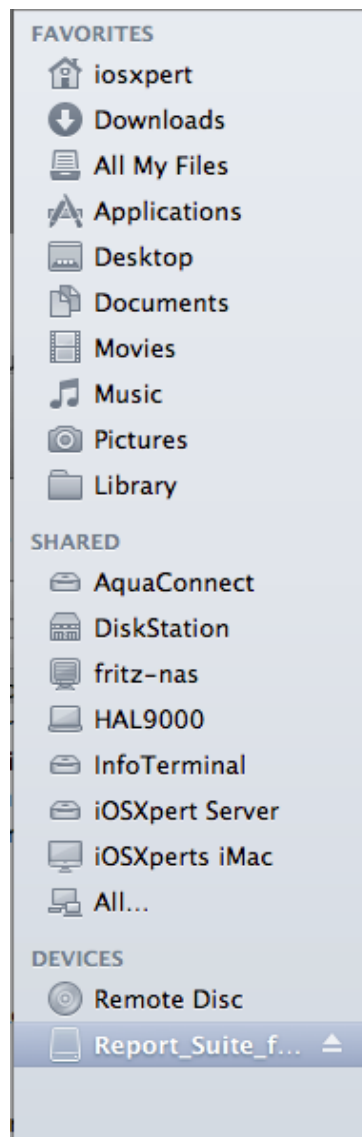 FAVORITES
iosxpert
Downloads
All My Files
Applications
Desktop
Documents
Movies
Music
Pictures
Library
SHARED
AquaConnect
DiskStation
fritz-nas
HAL9000
InfoTerminal
iOSXpert Server
iOSXperts iMac
All...
DEVICES
Remote Disc
Report_Suite_f...